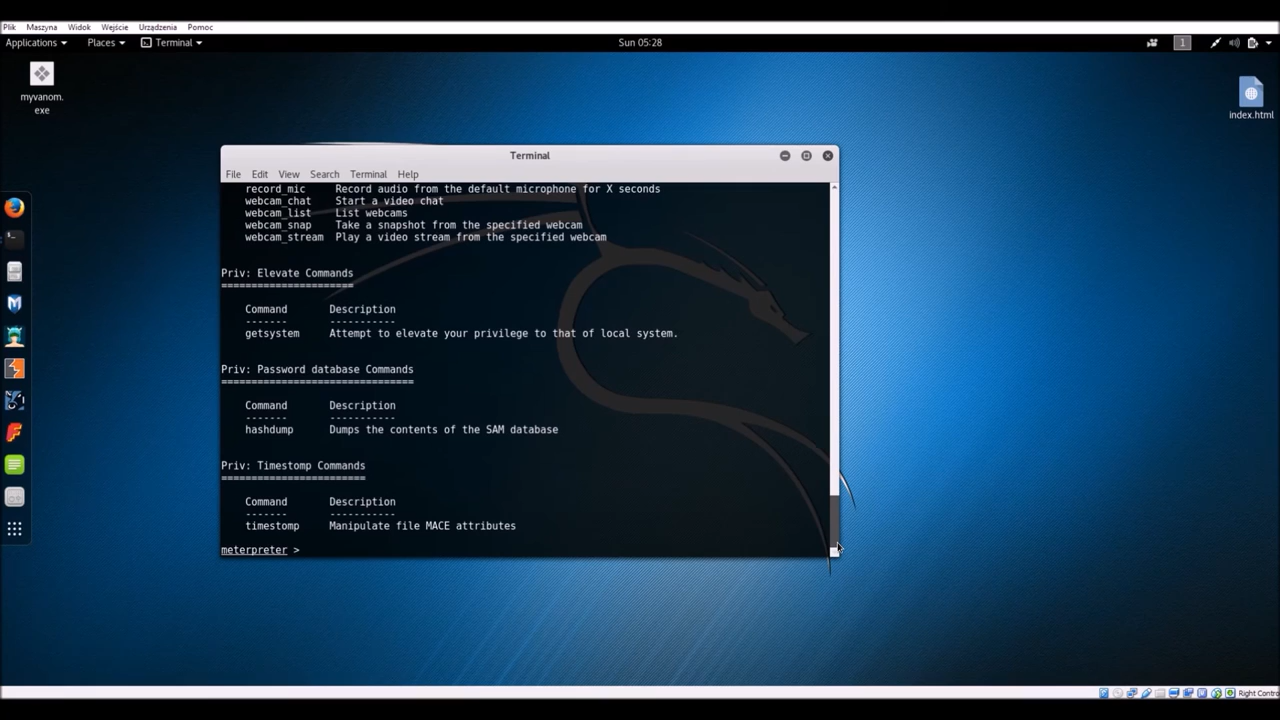 Plik Maszyna Widok Wejście Urządzenia Pomoc
Applications Places Terminal Sun 05:28 1
myvanom.
exe
index.html
Terminal
File Edit View Search Terminal Help
record_mic Record audio from the default microphone for X seconds
webcam_chat Start a video chat
webcam_list List webcams
webcam_snap Take a snapshot from the specified webcam
webcam_stream Play a video stream from the specified webcam
Priv: Elevate Commands
======================
Command Description
------- -----------
getsystem Attempt to elevate your privilege to that of local system.
Priv: Password database Commands
================================
Command Description
------- -----------
hashdump Dumps the contents of the SAM database
Priv: Timestomp Commands
========================
Command Description
------- -----------
timestomp Manipulate file MACE attributes
meterpreter >
Right Contro